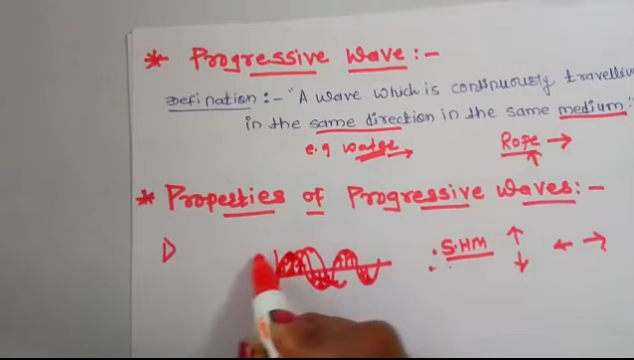 * Progressive Wave :-
Defination :- "A wave which is continuously travelling
in the same direction in the same medium"
e.g water → Rope →
* Properties of Progressive Waves :-
1)
S.HM ↑ ↓ ← →